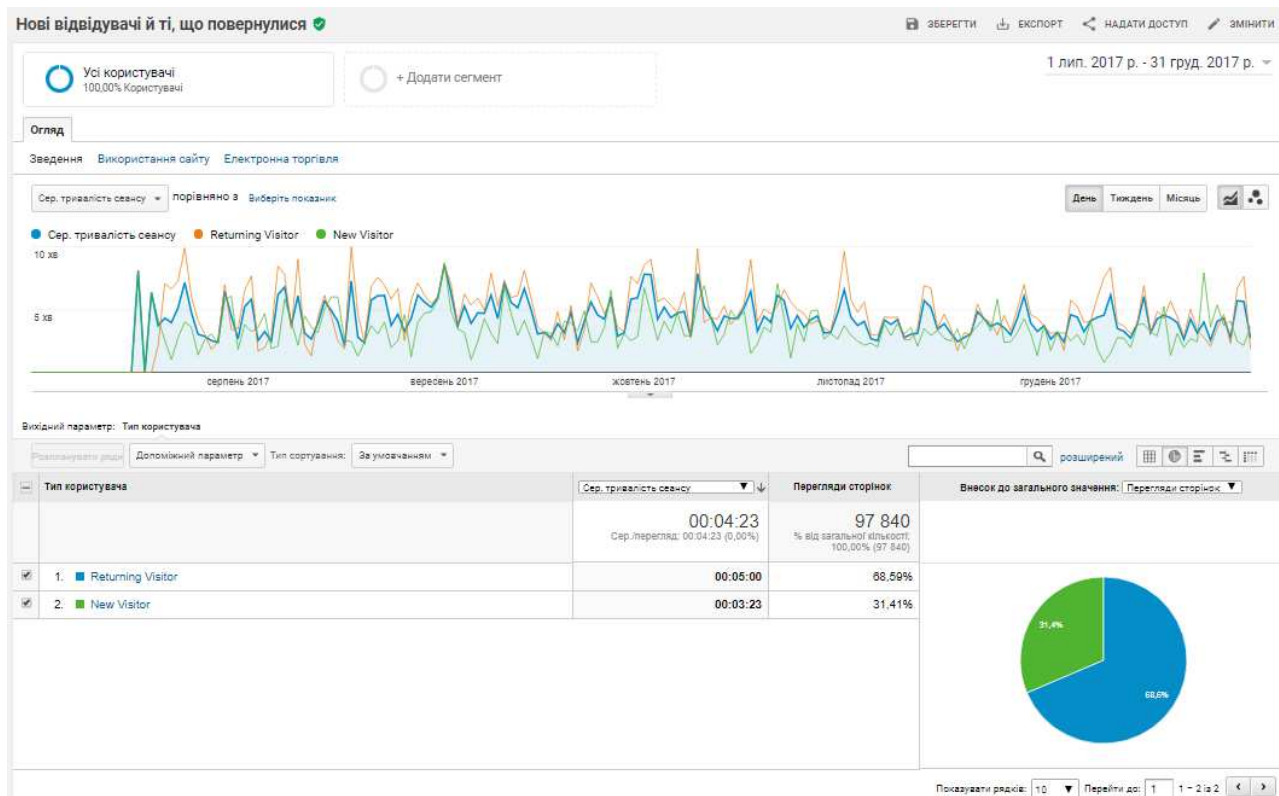 Нові відвідувачі й ті, що повернулися
ЗБЕРЕГТИ ЕКСПОРТ НАДАТИ ДОСТУП ЗМІНИТИ
Усі користувачі
100,00% Користувачі
+ Додати сегмент
1 лип. 2017 р. - 31 груд. 2017 р.
Огляд
Зведення Використання сайту Електронна торгівля
Сер. тривалість сеансу порівняно з Виберіть показник
День Тиждень Місяць
Сер. тривалість сеансу Returning Visitor New Visitor
10 хв
5 хв
серпень 2017 вересень 2017 жовтень 2017 листопад 2017 грудень 2017
Вихідний параметр: Тип користувача
Розпланувати ряди Допоміжний параметр Тип сортування: За умовчанням розширений
Тип користувача Сер. тривалість сеансу Перегляди сторінок Внесок до загального значення: Перегляди сторінок
00:04:23 97 840
Сер./перегляд: 00:04:23 (0,00%) % від загальної кількості:
100,00% (97 840)
1. Returning Visitor 00:05:00 68,59%
2. New Visitor 00:03:23 31,41%
31,4%
68,6%
Показувати рядків: 10 Перейти до: 1 1 – 2 із 2